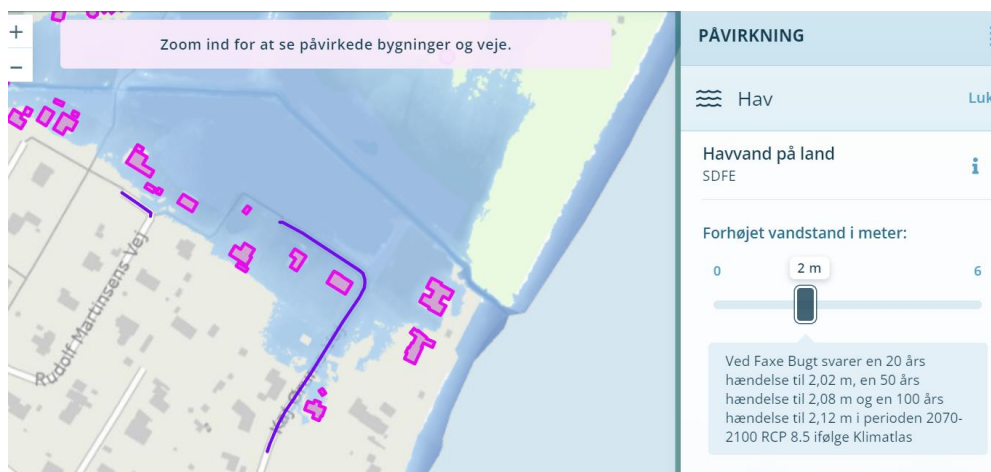 +
−
Zoom ind for at se påvirkede bygninger og veje.
Rudolf Martinsens Vej
PÅVIRKNING
Hav
Luk
Havvand på land
SDFE
i
Forhøjet vandstand i meter:
0
2 m
6
Ved Faxe Bugt svarer en 20 års
hændelse til 2,02 m, en 50 års
hændelse til 2,08 m og en 100 års
hændelse til 2,12 m i perioden 2070-
2100 RCP 8.5 ifølge Klimatlas